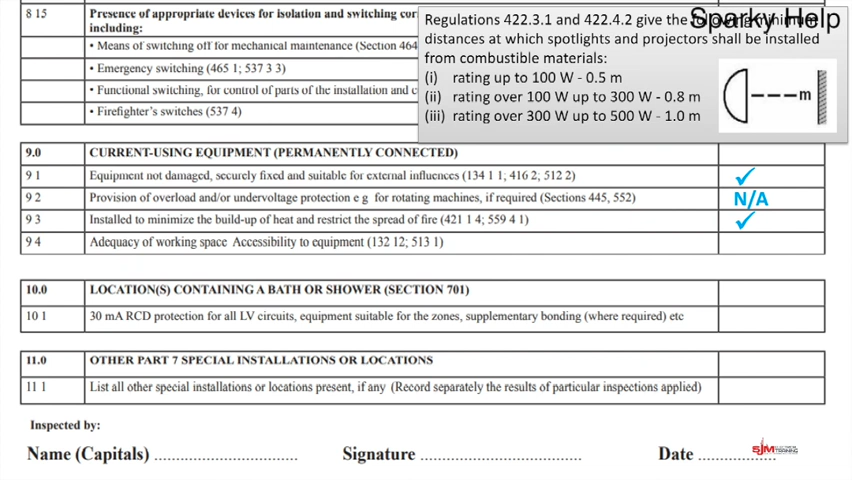 8 15 Presence of appropriate devices for isolation and switching cor
including:
• Means of switching off for mechanical maintenance (Section 464
• Emergency switching (465 1; 537 3 3)
• Functional switching, for control of parts of the installation and c
• Firefighter's switches (537 4)
Sparky Help
Regulations 422.3.1 and 422.4.2 give the following minimum
distances at which spotlights and projectors shall be installed
from combustible materials:
(i) rating up to 100 W - 0.5 m
(ii) rating over 100 W up to 300 W - 0.8 m
(iii) rating over 300 W up to 500 W - 1.0 m
m
9.0 CURRENT-USING EQUIPMENT (PERMANENTLY CONNECTED)
9 1 Equipment not damaged, securely fixed and suitable for external influences (134 1 1; 416 2; 512 2)
9 2 Provision of overload and/or undervoltage protection e g for rotating machines, if required (Sections 445, 552) N/A
9 3 Installed to minimize the build-up of heat and restrict the spread of fire (421 1 4; 559 4 1)
9 4 Adequacy of working space Accessibility to equipment (132 12; 513 1)
10.0 LOCATION(S) CONTAINING A BATH OR SHOWER (SECTION 701)
10 1 30 mA RCD protection for all LV circuits, equipment suitable for the zones, supplementary bonding (where required) etc
11.0 OTHER PART 7 SPECIAL INSTALLATIONS OR LOCATIONS
11 1 List all other special installations or locations present, if any (Record separately the results of particular inspections applied)
Inspected by:
Name (Capitals) ............................ Signature ............................... Date ...............
SJM
TRAINING